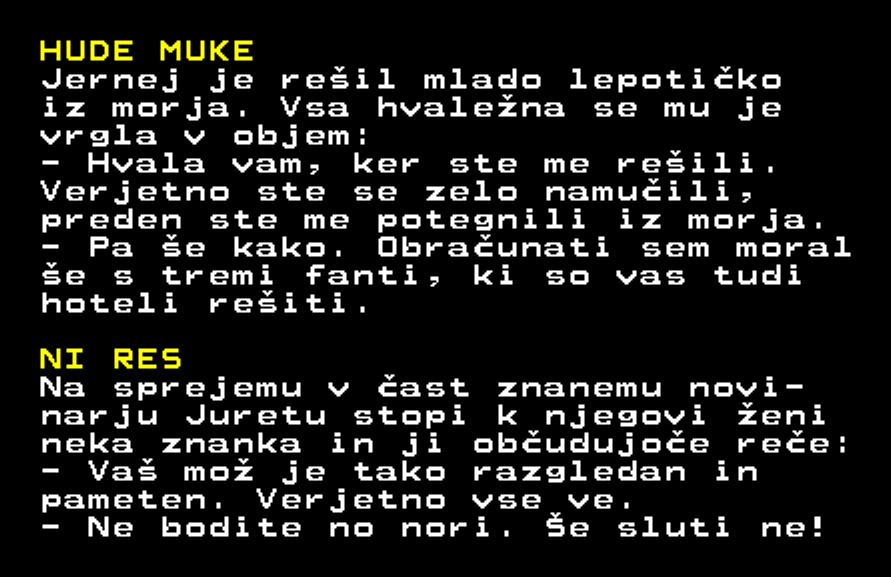 HUDE MUKE
Jernej je rešil mlado lepotičko
iz morja. Vsa hvaležna se mu je
vrgla v objem:
- Hvala vam, ker ste me rešili.
Verjetno ste se zelo namučili,
preden ste me potegnili iz morja.
- Pa še kako. Obračunati sem moral
še s tremi fanti, ki so vas tudi
hoteli rešiti.
NI RES
Na sprejemu v čast znanemu novi-
narju Juretu stopi k njegovi ženi
neka znanka in ji občudujoče reče:
- Vaš mož je tako razgledan in
pameten. Verjetno vse ve.
- Ne bodite no nori. Še sluti ne!